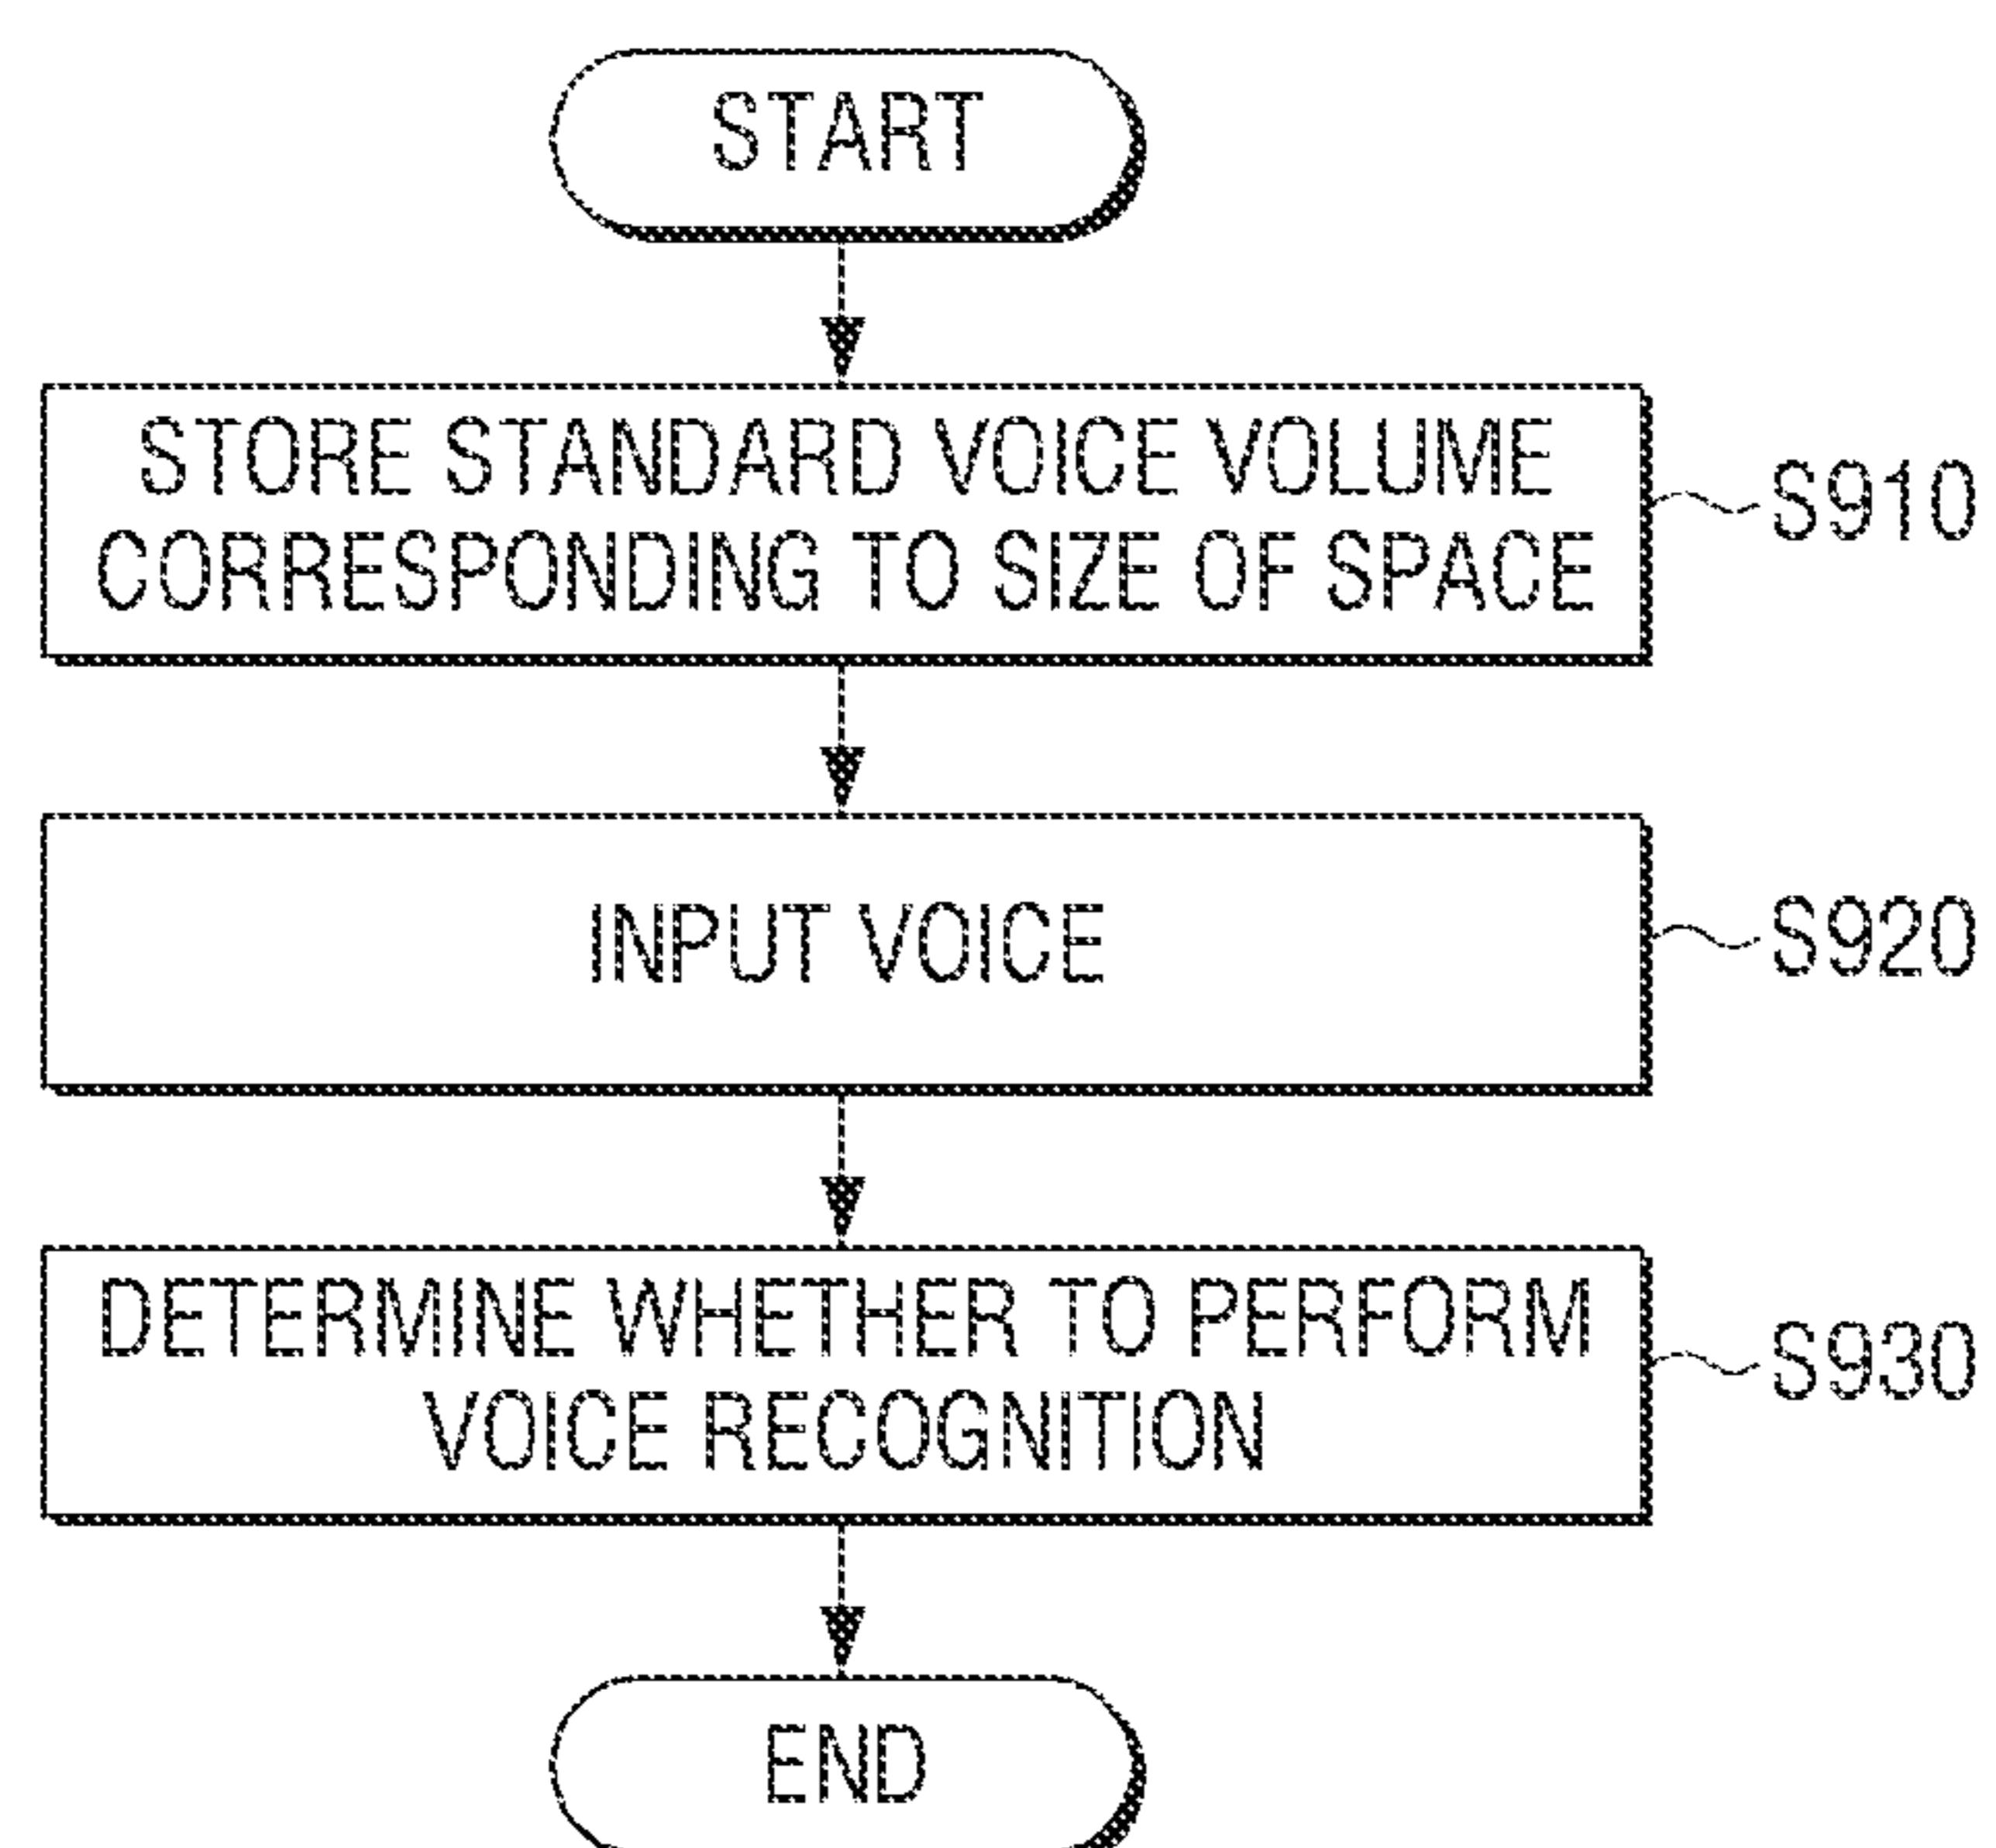 START
STORE STANDARD VOICE VOLUME
CORRESPONDING TO SIZE OF SPACE
S910
INPUT VOICE
S920
DETERMINE WHETHER TO PERFORM
VOICE RECOGNITION
S930
END